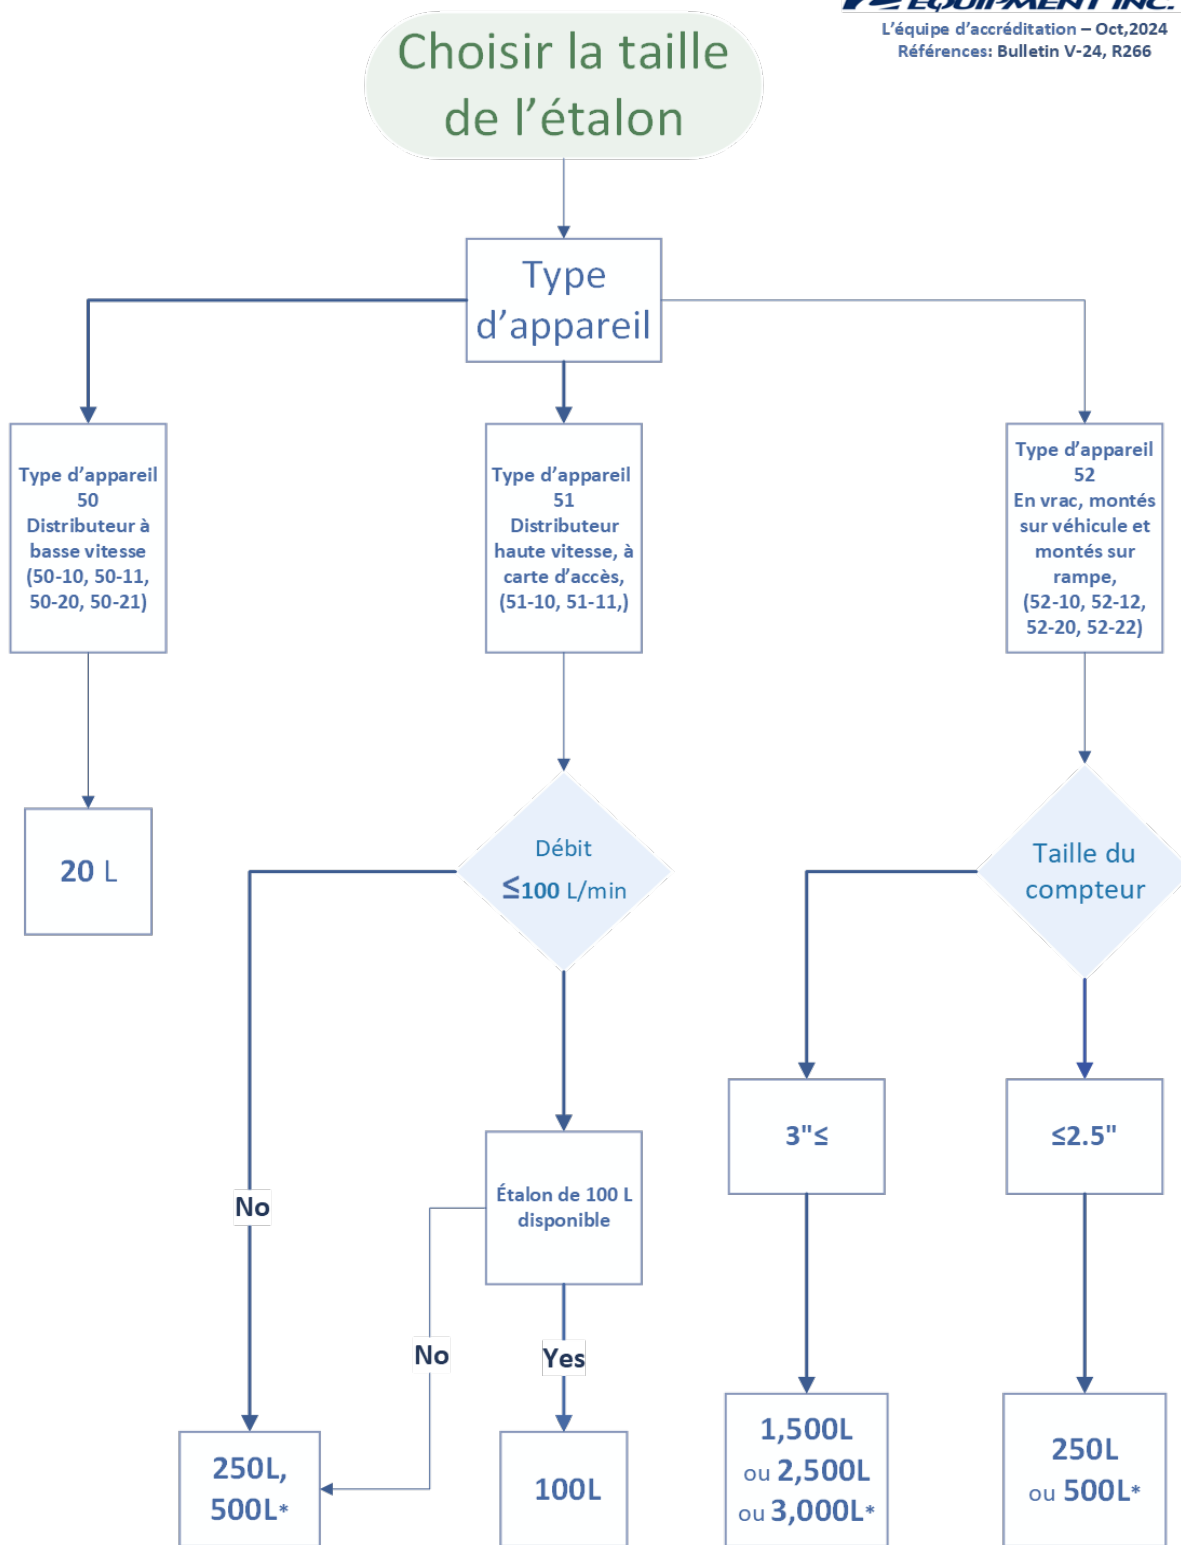 EQUIPMENT INC.
L’équipe d’accréditation – Oct,2024
Références: Bulletin V-24, R266
Choisir la taille
de l’étalon
Type
d’appareil
Type d’appareil
50
Distributeur à
basse vitesse
(50-10, 50-11,
50-20, 50-21)
Type d’appareil
51
Distributeur
haute vitesse, à
carte d’accès,
(51-10, 51-11,)
Type d’appareil
52
En vrac, montés
sur véhicule et
montés sur
rampe,
(52-10, 52-12,
52-20, 52-22)
20 L
Débit
≤100 L/min
Taille du
compteur
3"≤
≤2.5"
Étalon de 100 L
disponible
No
No
Yes
250L,
500L*
100L
1,500L
ou 2,500L
ou 3,000L*
250L
ou 500L*